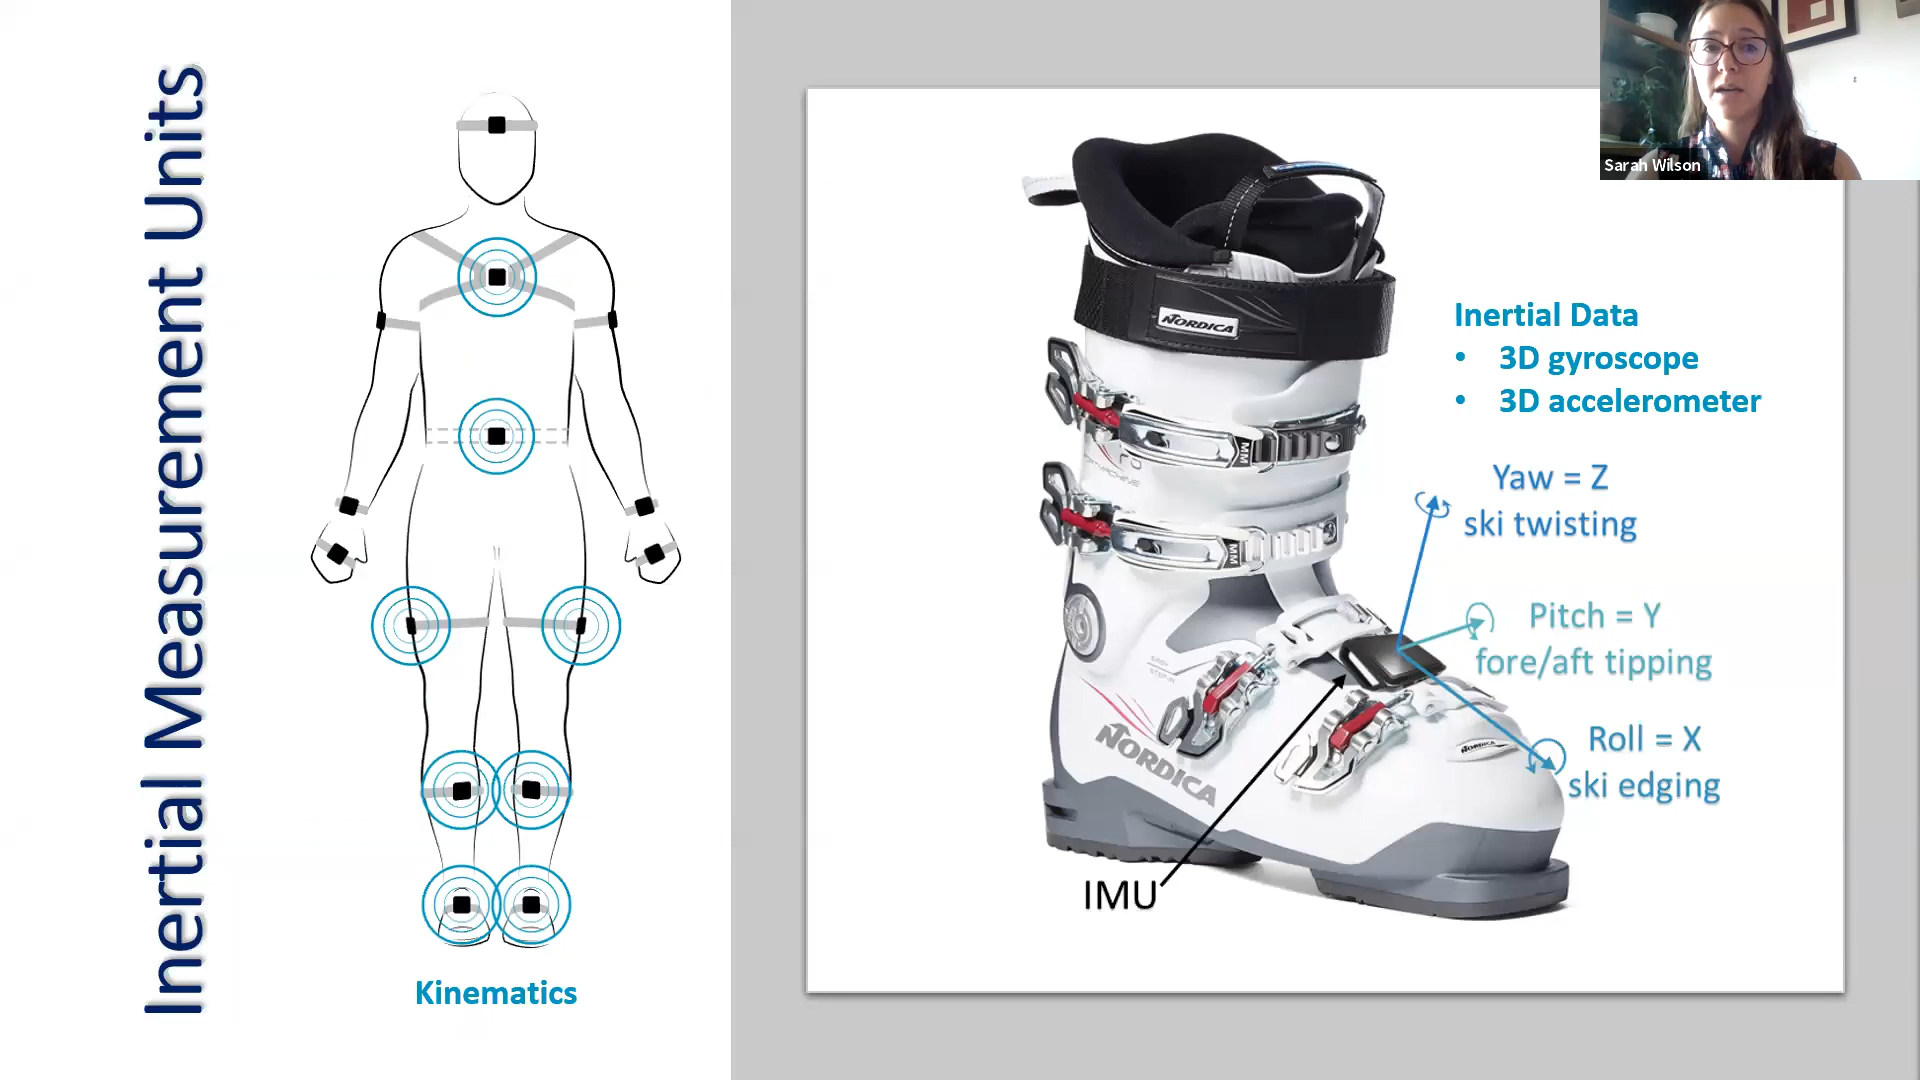 Inertial Measurement Units
Kinematics
Sarah Wilson
NORDICA
Inertial Data
• 3D gyroscope
• 3D accelerometer
Yaw = Z
ski twisting
Pitch = Y
fore/aft tipping
Roll = X
ski edging
NORDICA
NORDICA
IMU